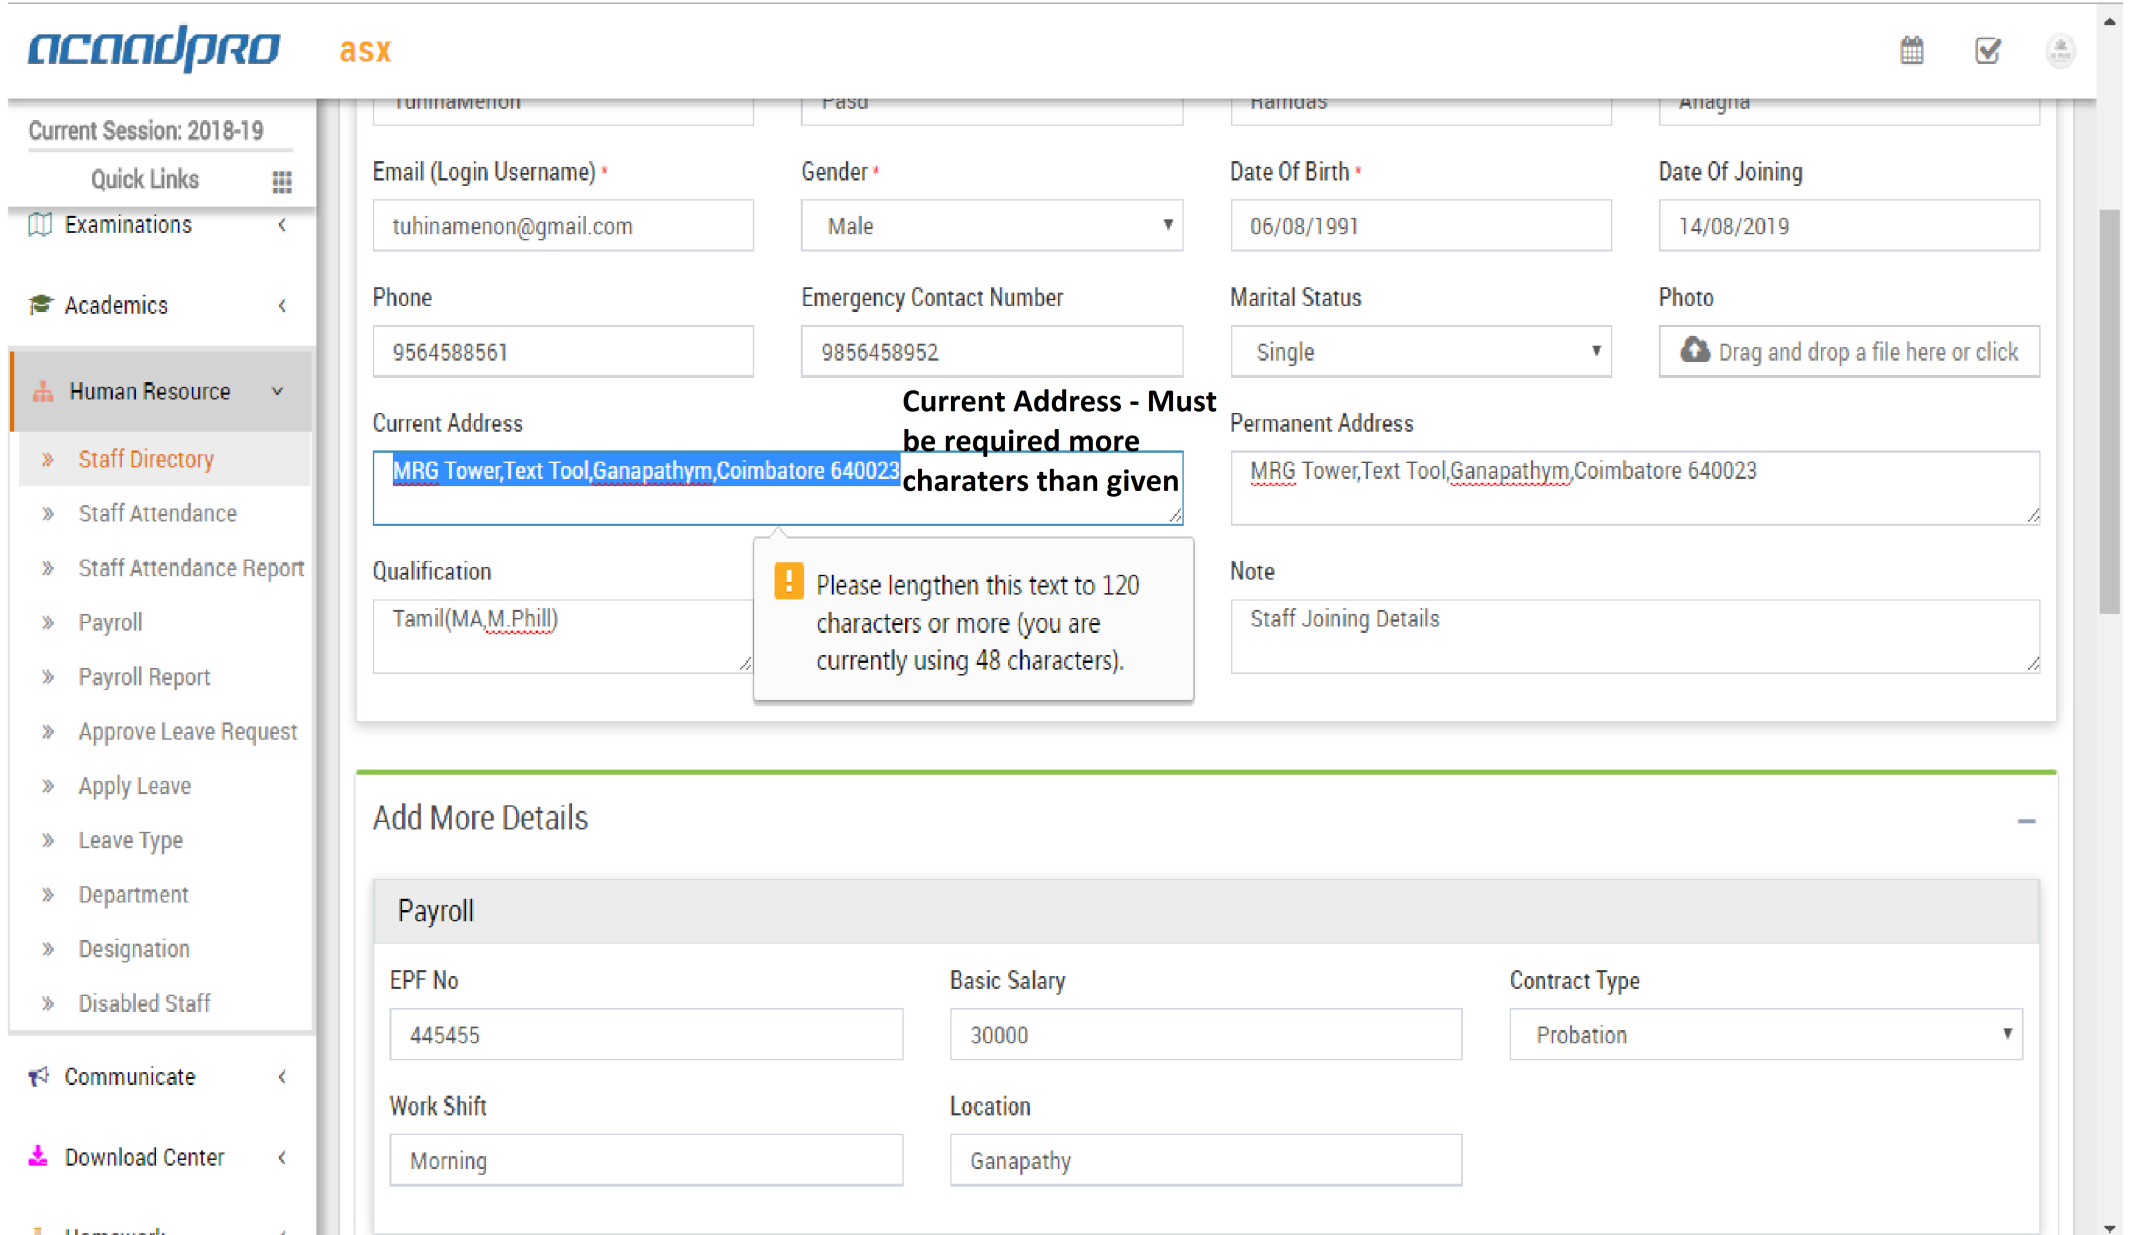 acaadpro asx
Current Session: 2018-19
Quick Links
Examinations
Academics
Human Resource
Staff Directory
Staff Attendance
Staff Attendance Report
Payroll
Payroll Report
Approve Leave Request
Apply Leave
Leave Type
Department
Designation
Disabled Staff
Communicate
Download Center
Homework
TuhinaMenon Pasd Ramdas Anagha
Email (Login Username) * Gender * Date Of Birth * Date Of Joining
tuhinamenon@gmail.com Male 06/08/1991 14/08/2019
Phone Emergency Contact Number Marital Status Photo
9564588561 9856458952 Single Drag and drop a file here or click
Current Address Permanent Address
MRG Tower,Text Tool,Ganapathym,Coimbatore 640023 MRG Tower,Text Tool,Ganapathym,Coimbatore 640023
Current Address - Must
be required more
charaters than given
Qualification Note
Tamil(MA,M.Phill) Staff Joining Details
Please lengthen this text to 120
characters or more (you are
currently using 48 characters).
Add More Details
Payroll
EPF No Basic Salary Contract Type
445455 30000 Probation
Work Shift Location
Morning Ganapathy